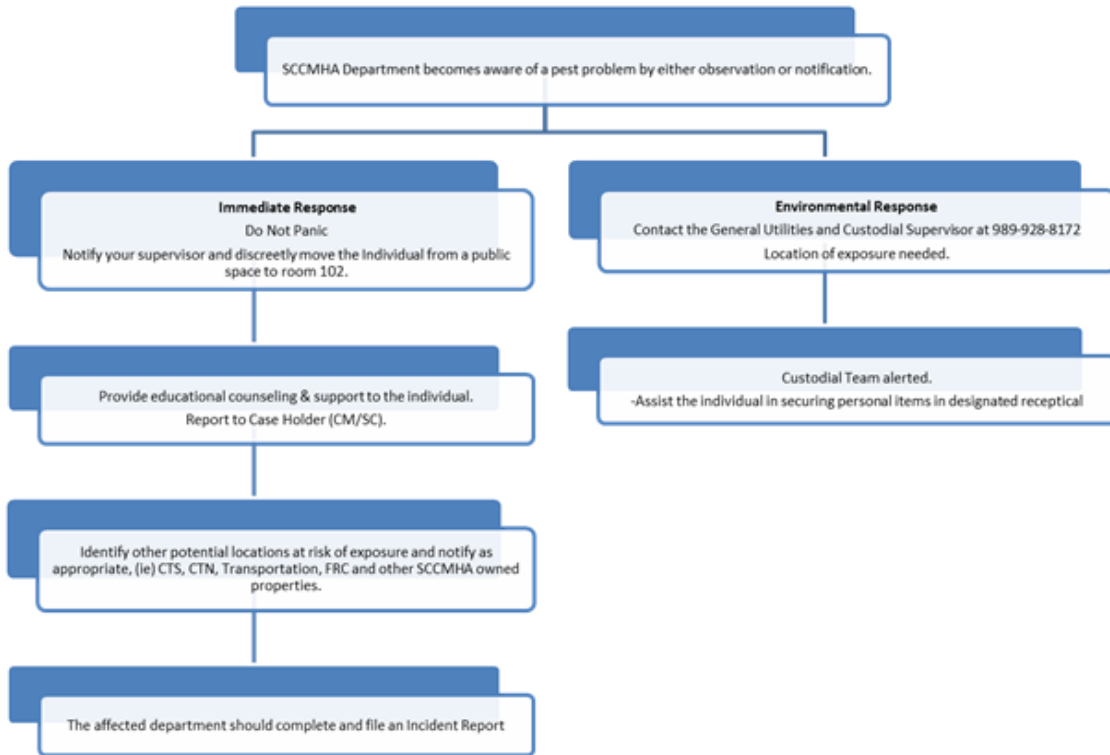 SCCMHA Department becomes aware of a pest problem by either observation or notification.
Immediate Response
Do Not Panic
Notify your supervisor and discreetly move the Individual from a public
space to room 102.
Provide educational counseling & support to the individual.
Report to Case Holder (CM/SC).
Identify other potential locations at risk of exposure and notify as
appropriate, (ie) CTS, CTN, Transportation, FRC and other SCCMHA owned
properties.
The affected department should complete and file an Incident Report
Environmental Response
Contact the General Utilities and Custodial Supervisor at 989-928-8172
Location of exposure needed.
Custodial Team alerted.
-Assist the individual in securing personal items in designated receptical